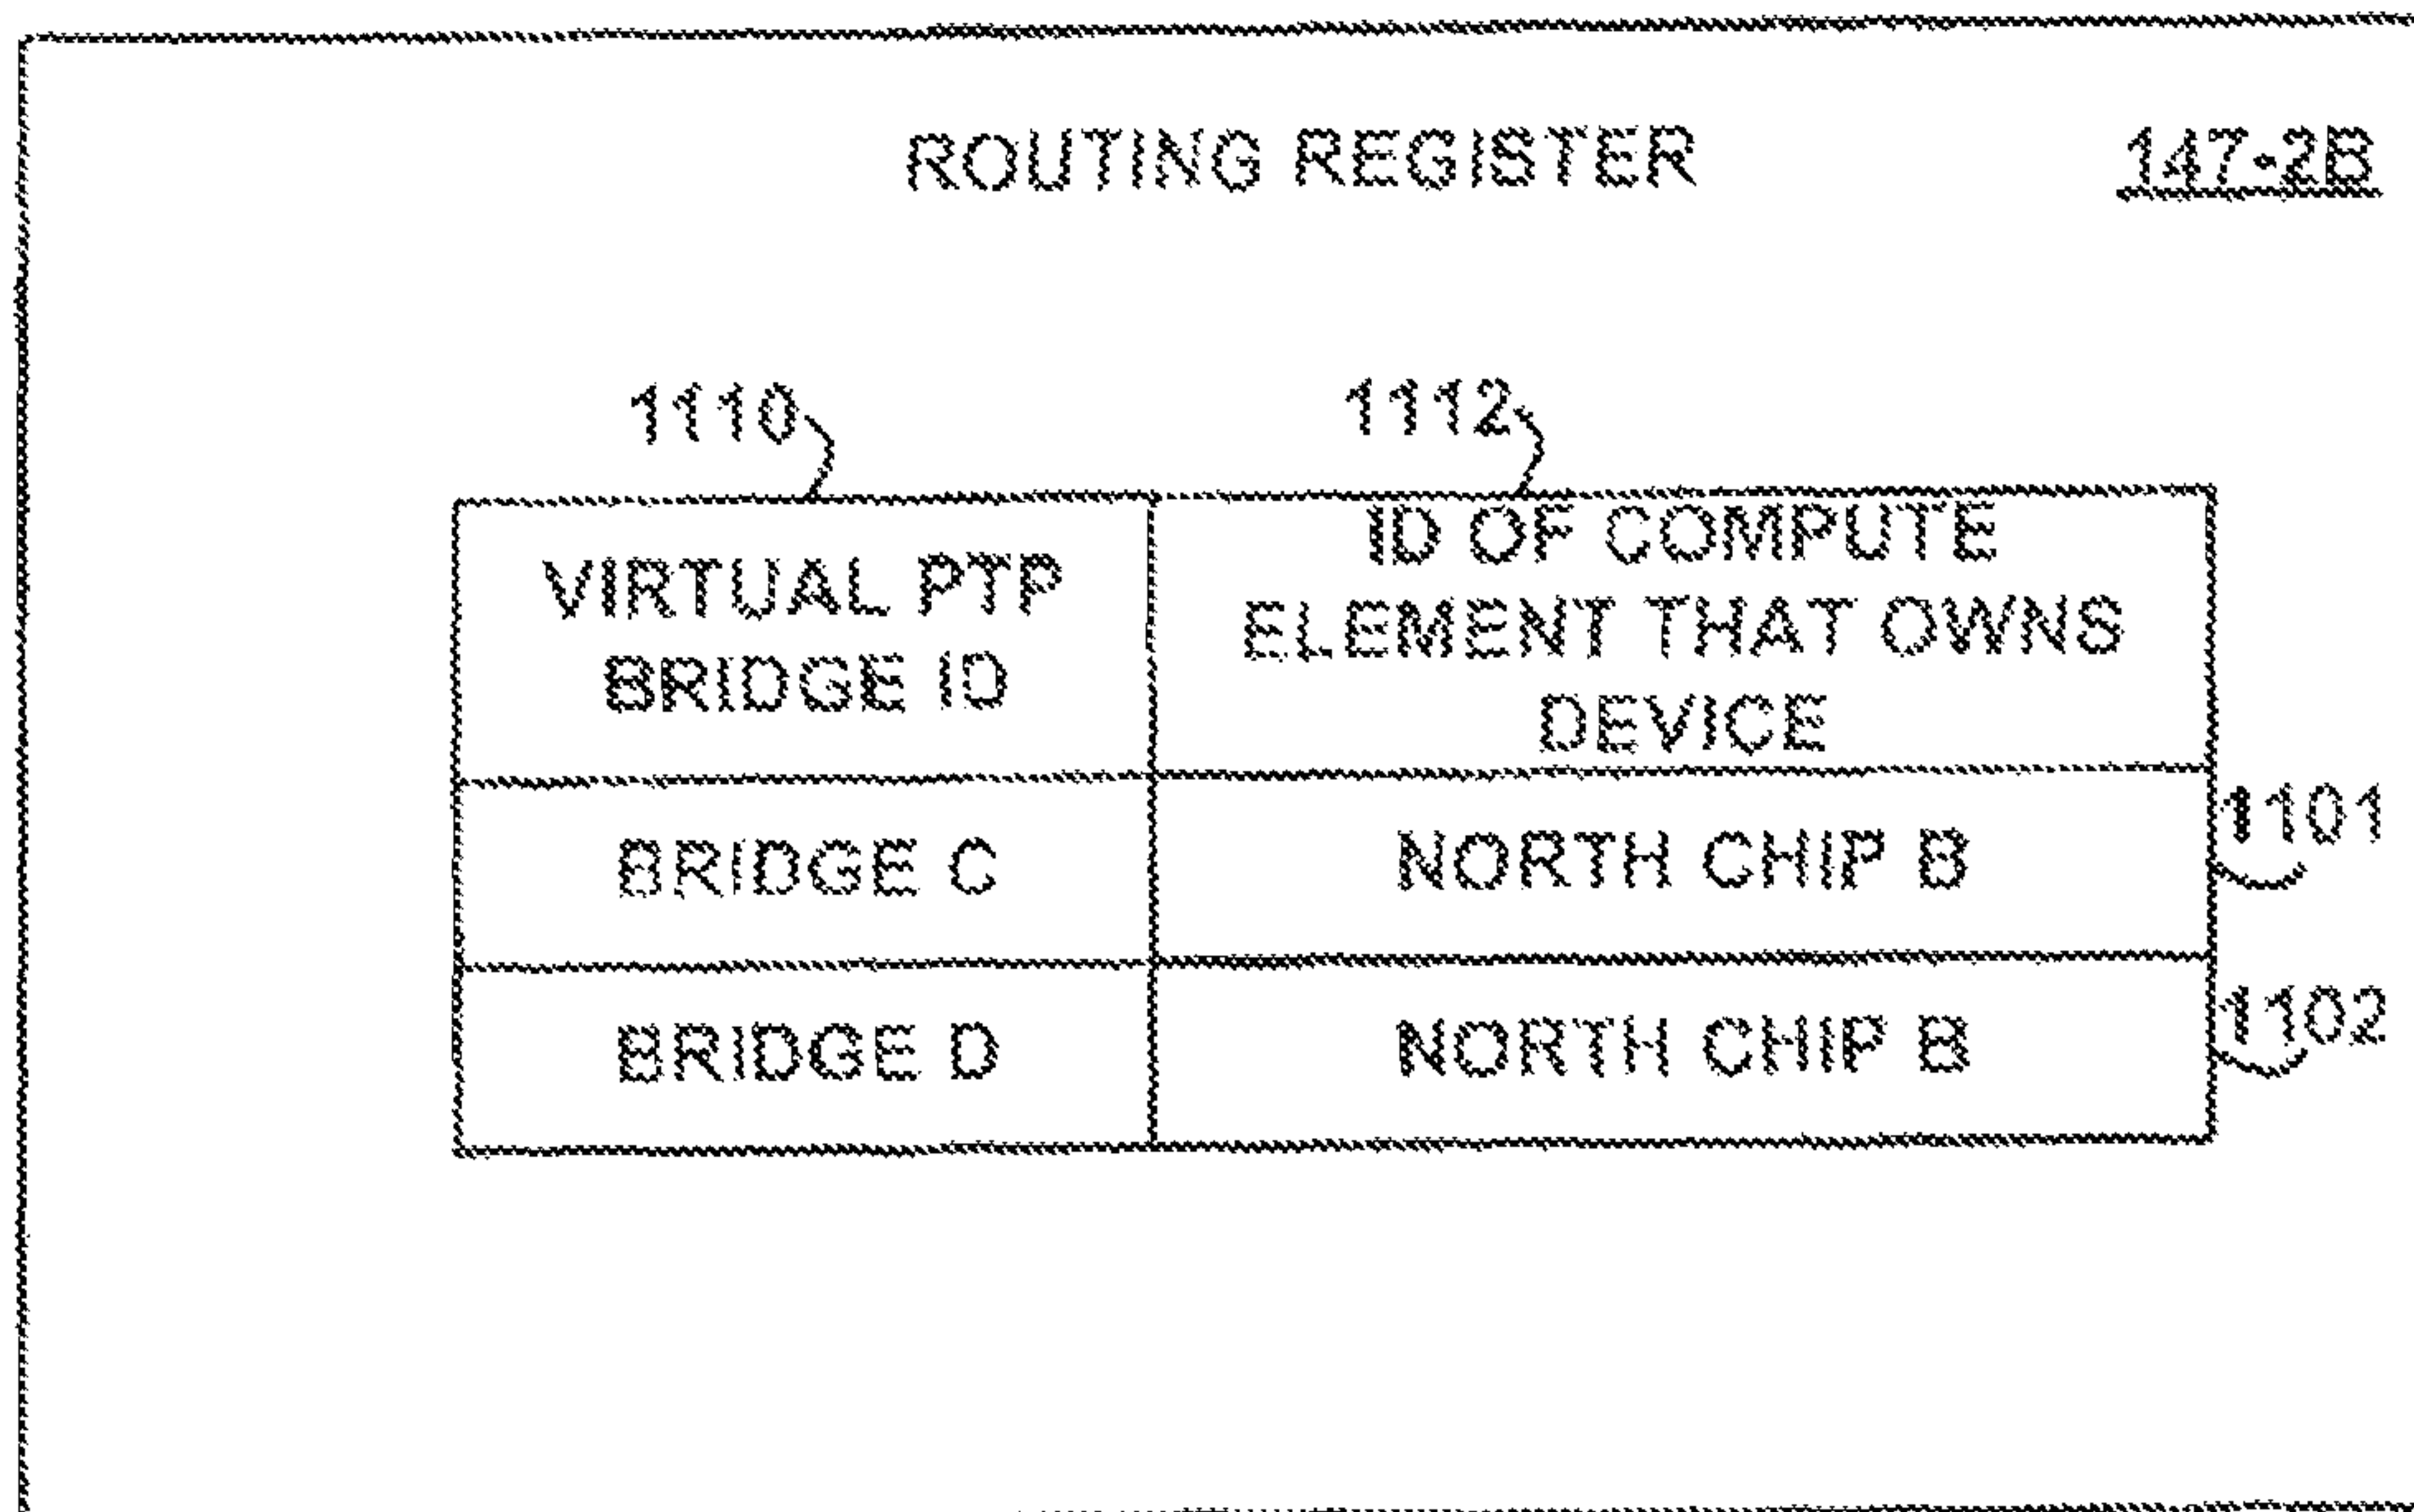 ROUTING REGISTER 147-2B
1110 1112
VIRTUAL PTP
BRIDGE ID
ID OF COMPUTE
ELEMENT THAT OWNS
DEVICE
BRIDGE C NORTH CHIP B 1101
BRIDGE D NORTH CHIP B 1102